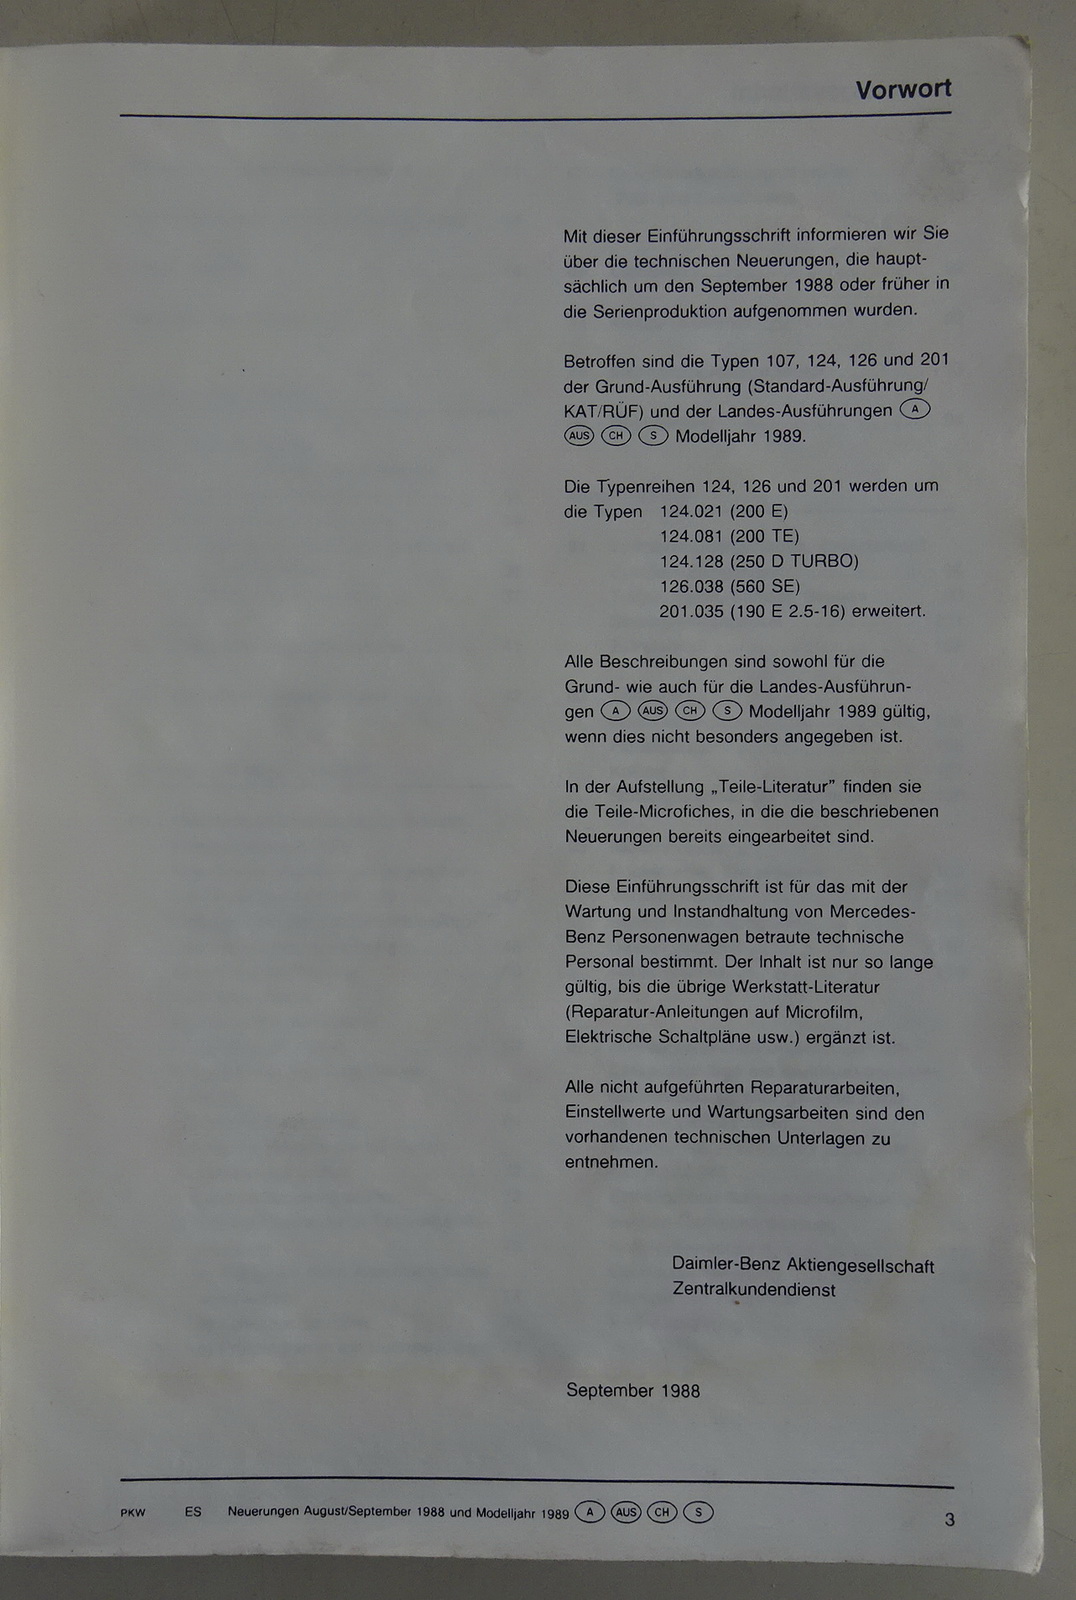 Vorwort
Mit dieser Einführungsschrift informieren wir Sie
über die technischen Neuerungen, die haupt-
sächlich um den September 1988 oder früher in
die Serienproduktion aufgenommen wurden.
Betroffen sind die Typen 107, 124, 126 und 201
der Grund-Ausführung (Standard-Ausführung/
KAT/RÜF) und der Landes-Ausführungen A
AUS CH S Modelljahr 1989.
Die Typenreihen 124, 126 und 201 werden um
die Typen 124.021 (200 E)
124.081 (200 TE)
124.128 (250 D TURBO)
126.038 (560 SE)
201.035 (190 E 2.5-16) erweitert.
Alle Beschreibungen sind sowohl für die
Grund- wie auch für die Landes-Ausführun-
gen A AUS CH S Modelljahr 1989 gültig,
wenn dies nicht besonders angegeben ist.
In der Aufstellung „Teile-Literatur” finden sie
die Teile-Microfiches, in die die beschriebenen
Neuerungen bereits eingearbeitet sind.
Diese Einführungsschrift ist für das mit der
Wartung und Instandhaltung von Mercedes-
Benz Personenwagen betraute technische
Personal bestimmt. Der Inhalt ist nur so lange
gültig, bis die übrige Werkstatt-Literatur
(Reparatur-Anleitungen auf Microfilm,
Elektrische Schaltpläne usw.) ergänzt ist.
Alle nicht aufgeführten Reparaturarbeiten,
Einstellwerte und Wartungsarbeiten sind den
vorhandenen technischen Unterlagen zu
entnehmen.
Daimler-Benz Aktiengesellschaft
Zentralkundendienst
September 1988
PKW ES Neuerungen August/September 1988 und Modelljahr 1989 A AUS CH S
3